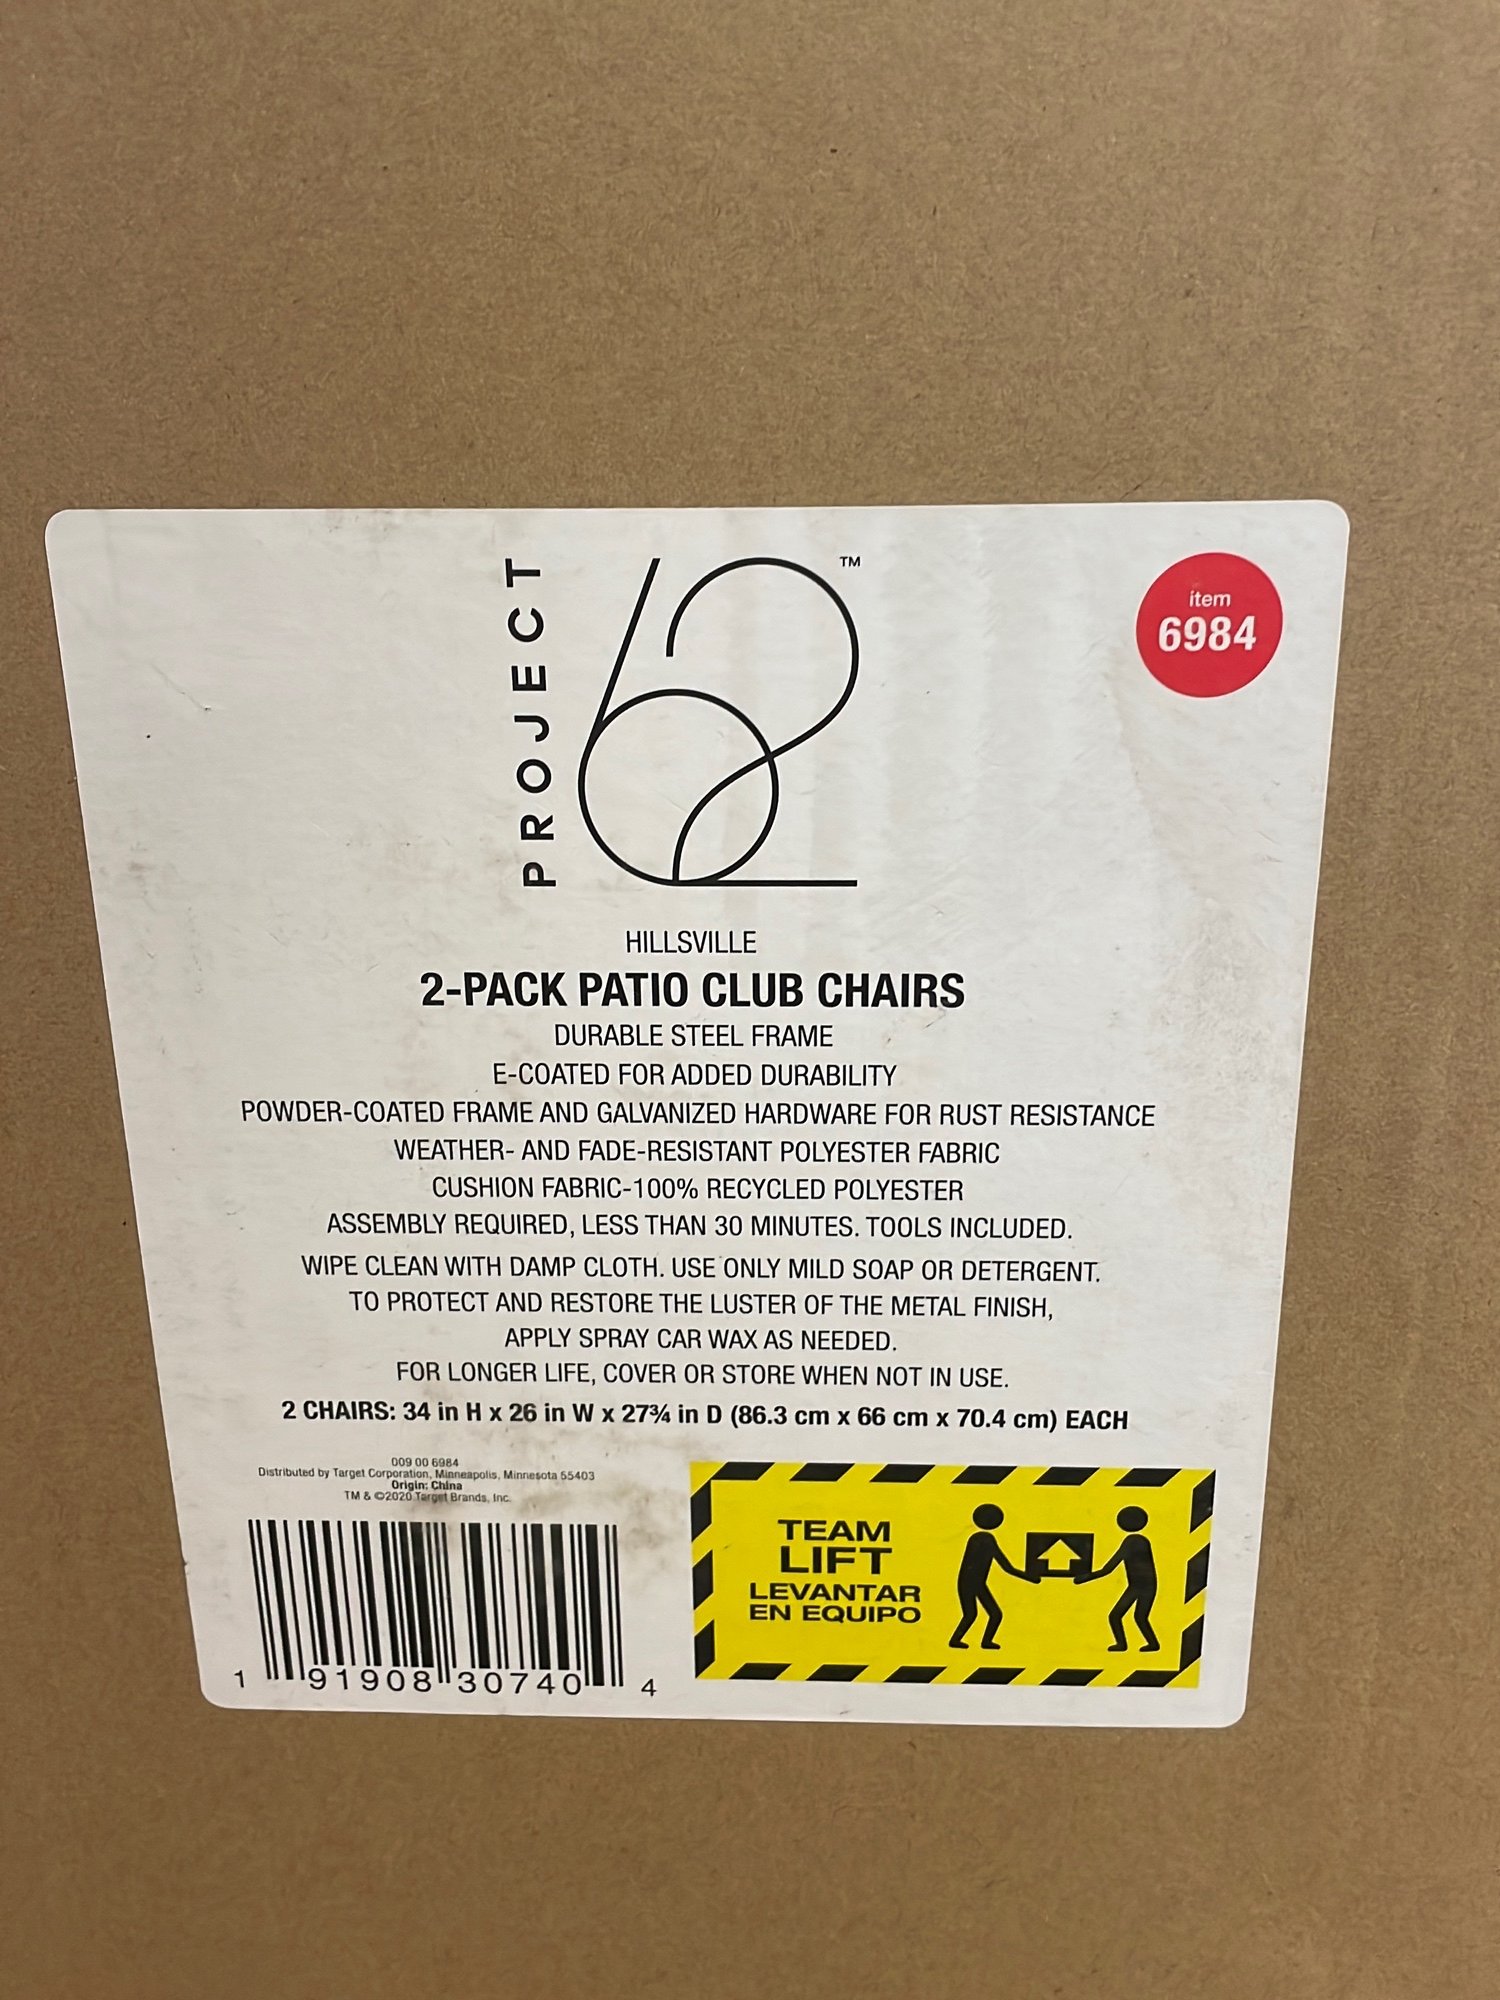 PROJECT
62
TM
item
6984
HILLSVILLE
2-PACK PATIO CLUB CHAIRS
DURABLE STEEL FRAME
E-COATED FOR ADDED DURABILITY
POWDER-COATED FRAME AND GALVANIZED HARDWARE FOR RUST RESISTANCE
WEATHER- AND FADE-RESISTANT POLYESTER FABRIC
CUSHION FABRIC-100% RECYCLED POLYESTER
ASSEMBLY REQUIRED, LESS THAN 30 MINUTES. TOOLS INCLUDED.
WIPE CLEAN WITH DAMP CLOTH. USE ONLY MILD SOAP OR DETERGENT.
TO PROTECT AND RESTORE THE LUSTER OF THE METAL FINISH,
APPLY SPRAY CAR WAX AS NEEDED.
FOR LONGER LIFE, COVER OR STORE WHEN NOT IN USE.
2 CHAIRS: 34 in H x 26 in W x 27¾ in D (86.3 cm x 66 cm x 70.4 cm) EACH
009 00 6984
Distributed by Target Corporation, Minneapolis, Minnesota 55403
Origin: China
TM & ©2020 Target Brands, Inc.
1 91908 30740 4
TEAM
LIFT
LEVANTAR
EN EQUIPO